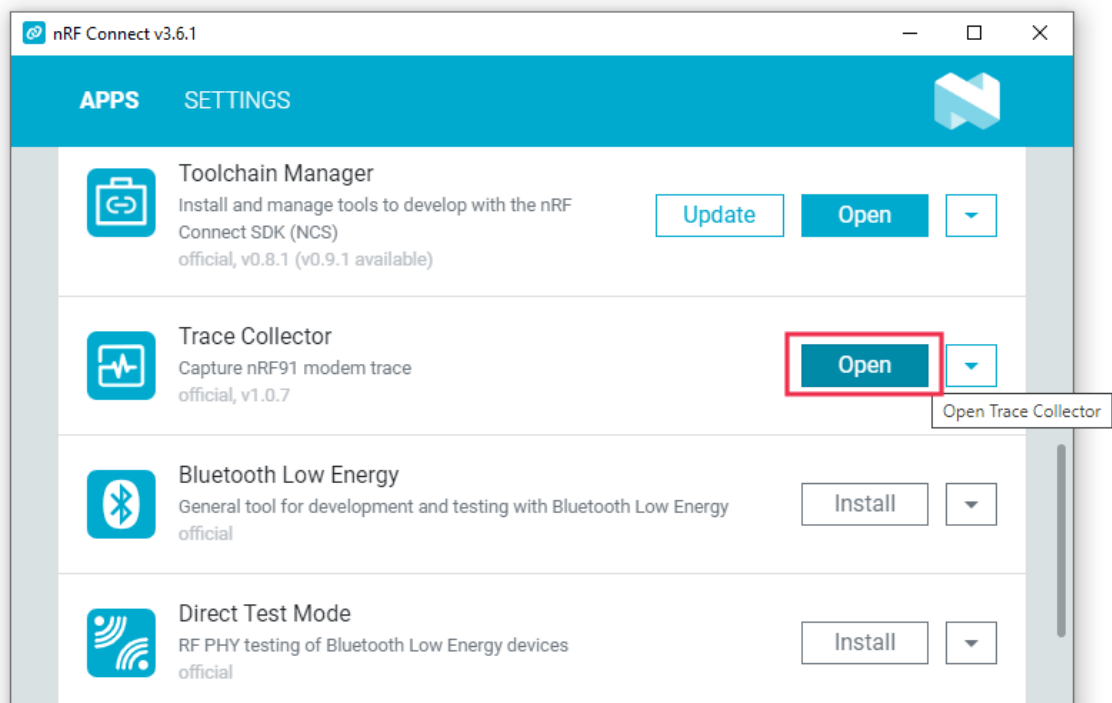 nRF Connect v3.6.1
APPS SETTINGS
Toolchain Manager
Install and manage tools to develop with the nRF
Connect SDK (NCS)
official, v0.8.1 (v0.9.1 available)
Update Open
Trace Collector
Capture nRF91 modem trace
official, v1.0.7
Open
Open Trace Collector
Bluetooth Low Energy
General tool for development and testing with Bluetooth Low Energy
official
Install
Direct Test Mode
RF PHY testing of Bluetooth Low Energy devices
official
Install